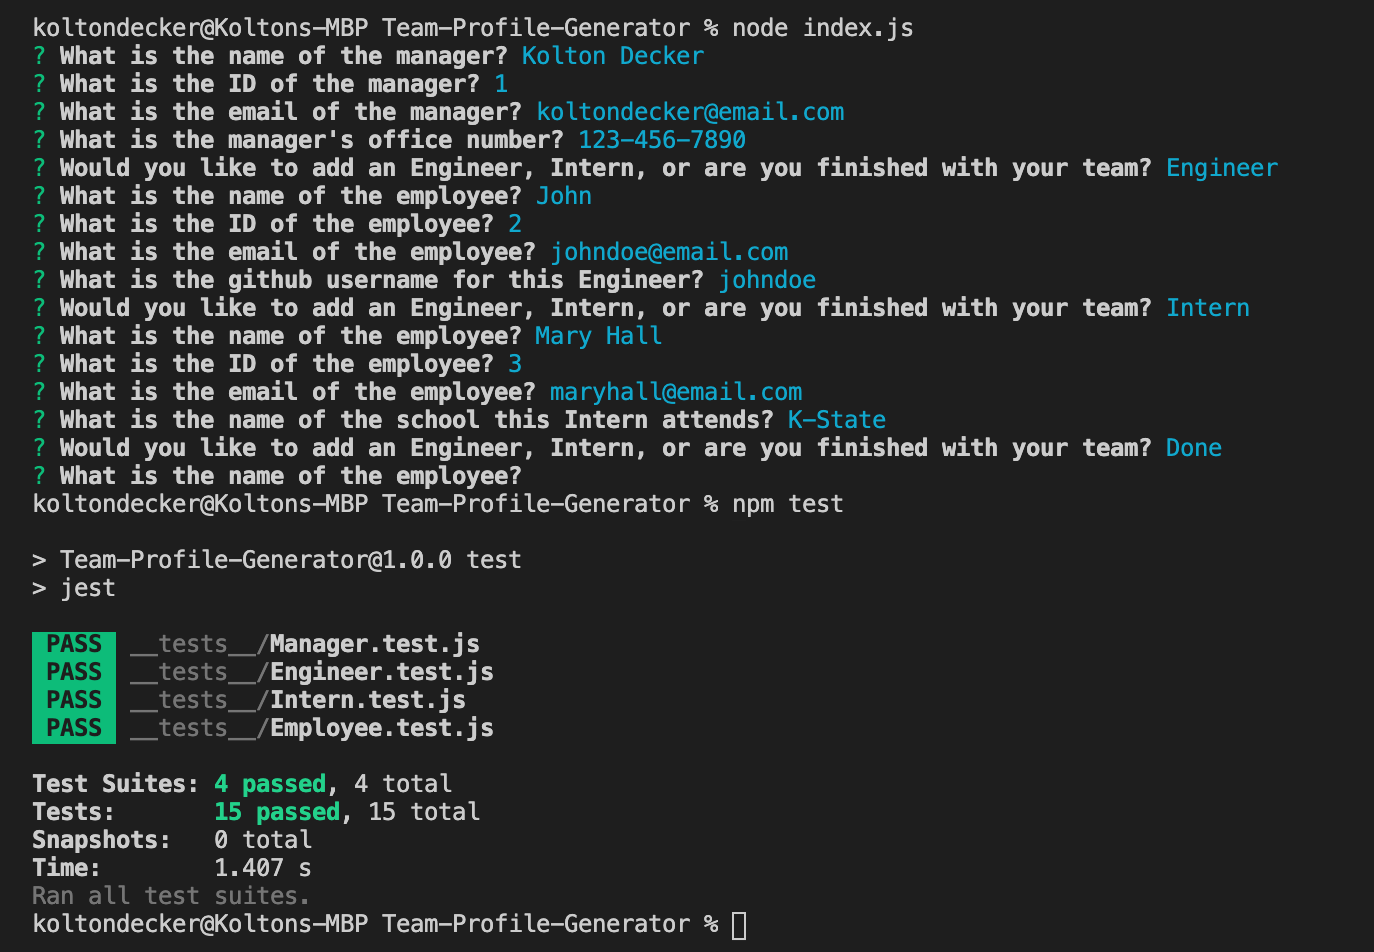 koltondecker@Koltons-MBP Team-Profile-Generator % node index.js
? What is the name of the manager? Kolton Decker
? What is the ID of the manager? 1
? What is the email of the manager? koltondecker@email.com
? What is the manager's office number? 123-456-7890
? Would you like to add an Engineer, Intern, or are you finished with your team? Engineer
? What is the name of the employee? John
? What is the ID of the employee? 2
? What is the email of the employee? johndoe@email.com
? What is the github username for this Engineer? johndoe
? Would you like to add an Engineer, Intern, or are you finished with your team? Intern
? What is the name of the employee? Mary Hall
? What is the ID of the employee? 3
? What is the email of the employee? maryhall@email.com
? What is the name of the school this Intern attends? K-State
? Would you like to add an Engineer, Intern, or are you finished with your team? Done
? What is the name of the employee?
koltondecker@Koltons-MBP Team-Profile-Generator % npm test
> Team-Profile-Generator@1.0.0 test
> jest
PASS __tests__/Manager.test.js
PASS __tests__/Engineer.test.js
PASS __tests__/Intern.test.js
PASS __tests__/Employee.test.js
Test Suites: 4 passed, 4 total
Tests: 15 passed, 15 total
Snapshots: 0 total
Time: 1.407 s
Ran all test suites.
koltondecker@Koltons-MBP Team-Profile-Generator %